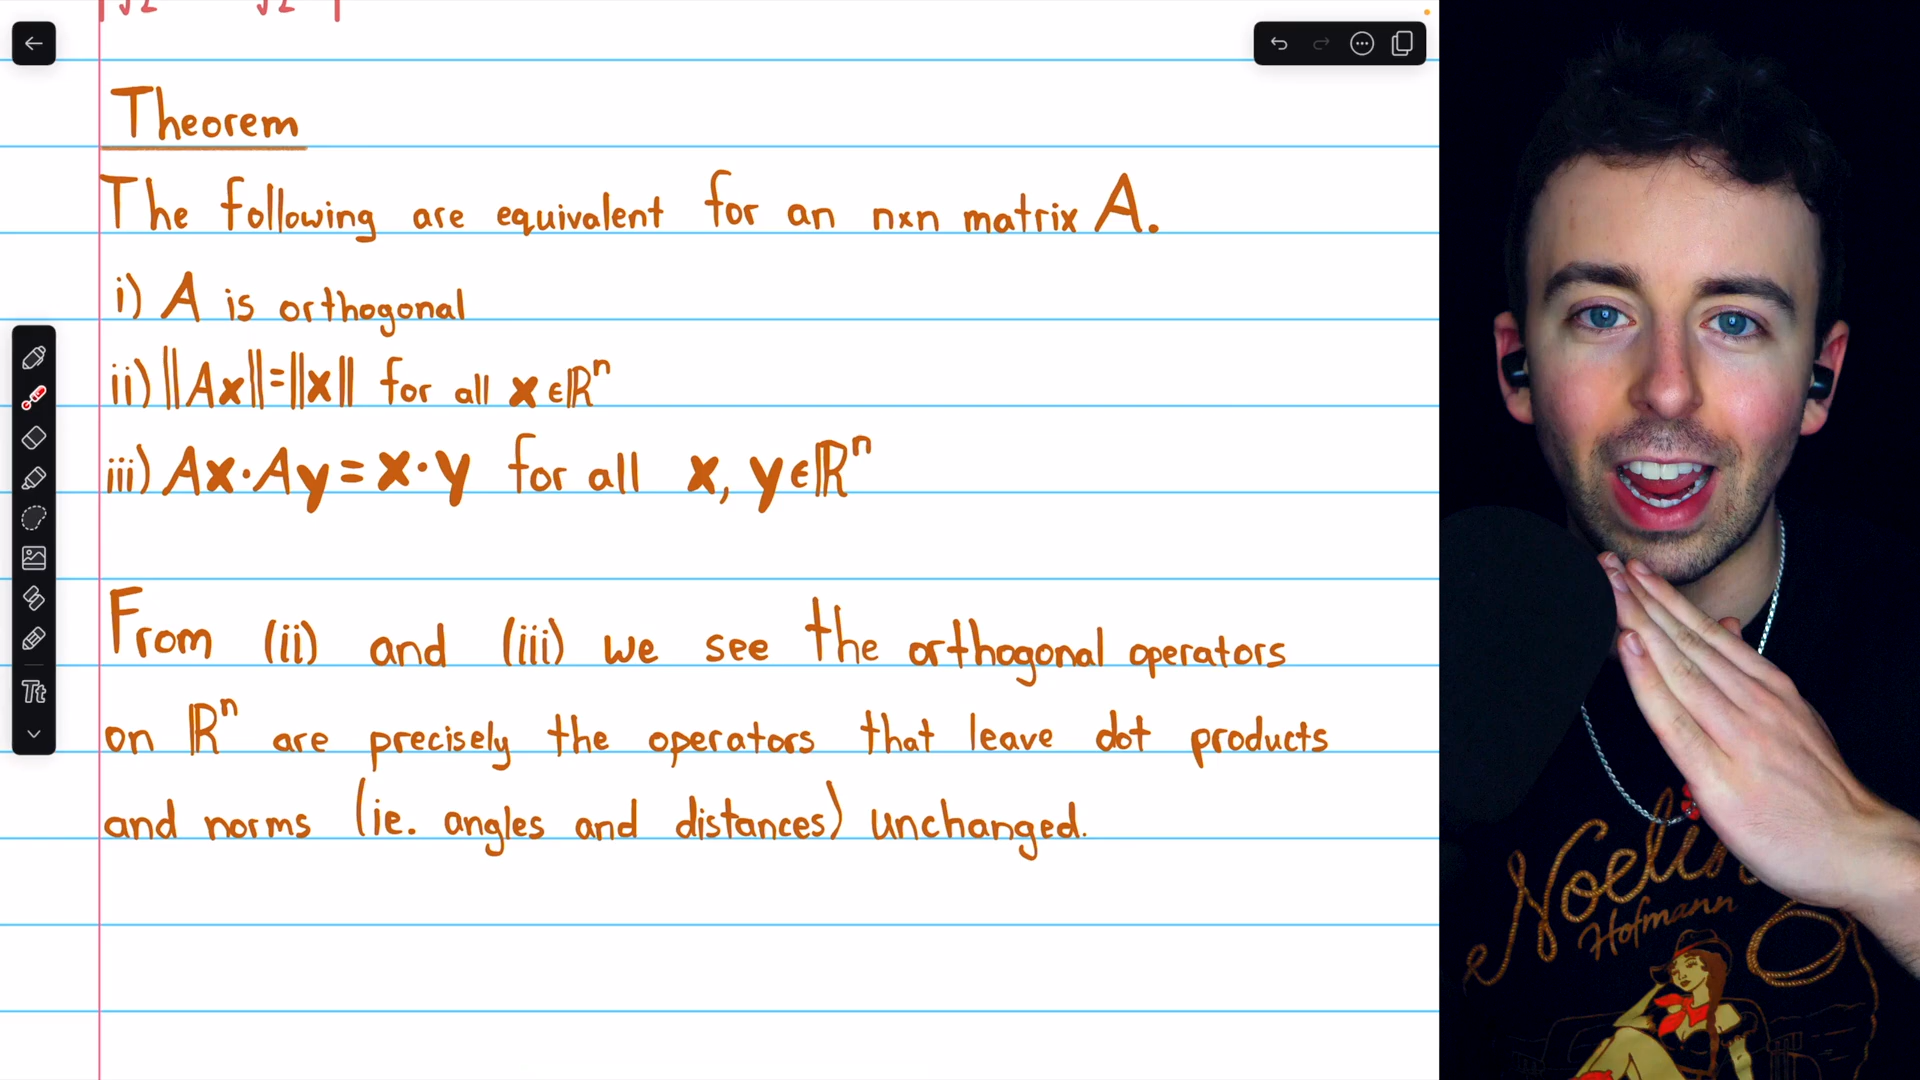 Theorem
The following are equivalent for an n×n matrix A.
i) A is orthogonal
ii) ||Ax||=||x|| for all x∈ℝⁿ
iii) Ax·Ay=x·y for all x, y∈ℝⁿ
From (ii) and (iii) we see the orthogonal operators
on ℝⁿ are precisely the operators that leave dot products
and norms (ie. angles and distances) unchanged.
Tt
Hofmann